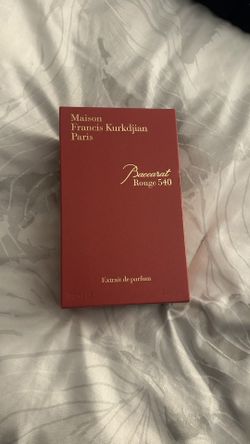 Maison
Francis Kurkdjian
Paris
Baccarat
Rouge 540
Extrait de parfum